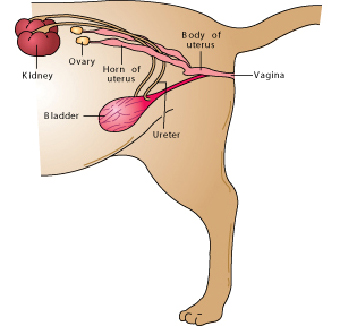 Body of
uterus
Ovary
Kidney
Horn of
uterus
Vagina
Bladder
Ureter